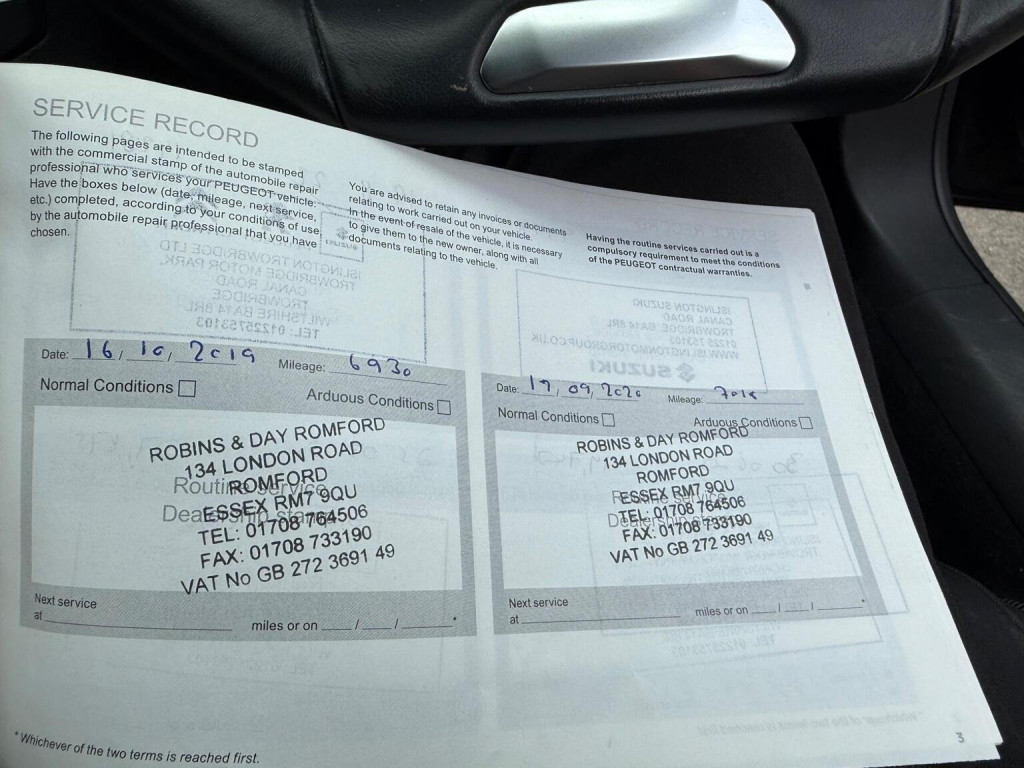 SERVICE RECORD
The following pages are intended to be stamped
with the commercial stamp of the automobile repair
professional who services your PEUGEOT vehicle.
Have the boxes below (date, mileage, next service,
etc.) completed, according to your conditions of use,
by the automobile repair professional that you have
chosen.
You are advised to retain any invoices or documents
relating to work carried out on your vehicle.
In the event of resale of the vehicle, it is necessary
to give them to the new owner, along with all
documents relating to the vehicle.
Having the routine services carried out is a
compulsory requirement to meet the conditions
of the PEUGEOT contractual warranties.
Date: 16/10/2019 Mileage: 6930
Normal Conditions
Arduous Conditions
Routine service
Dealership stamp
ROBINS & DAY ROMFORD
134 LONDON ROAD
ROMFORD
ESSEX RM7 9QU
TEL: 01708 764506
FAX: 01708 733190
VAT No GB 272 3691 49
Next service
at miles or on / / *
Date: 17/09/2020 Mileage:
Normal Conditions
Arduous Conditions
Routine service
Dealership stamp
ROBINS & DAY ROMFORD
134 LONDON ROAD
ROMFORD
ESSEX RM7 9QU
TEL: 01708 764506
FAX: 01708 733190
VAT No GB 272 3691 49
Next service
at miles or on / / *
* Whichever of the two terms is reached first.
3